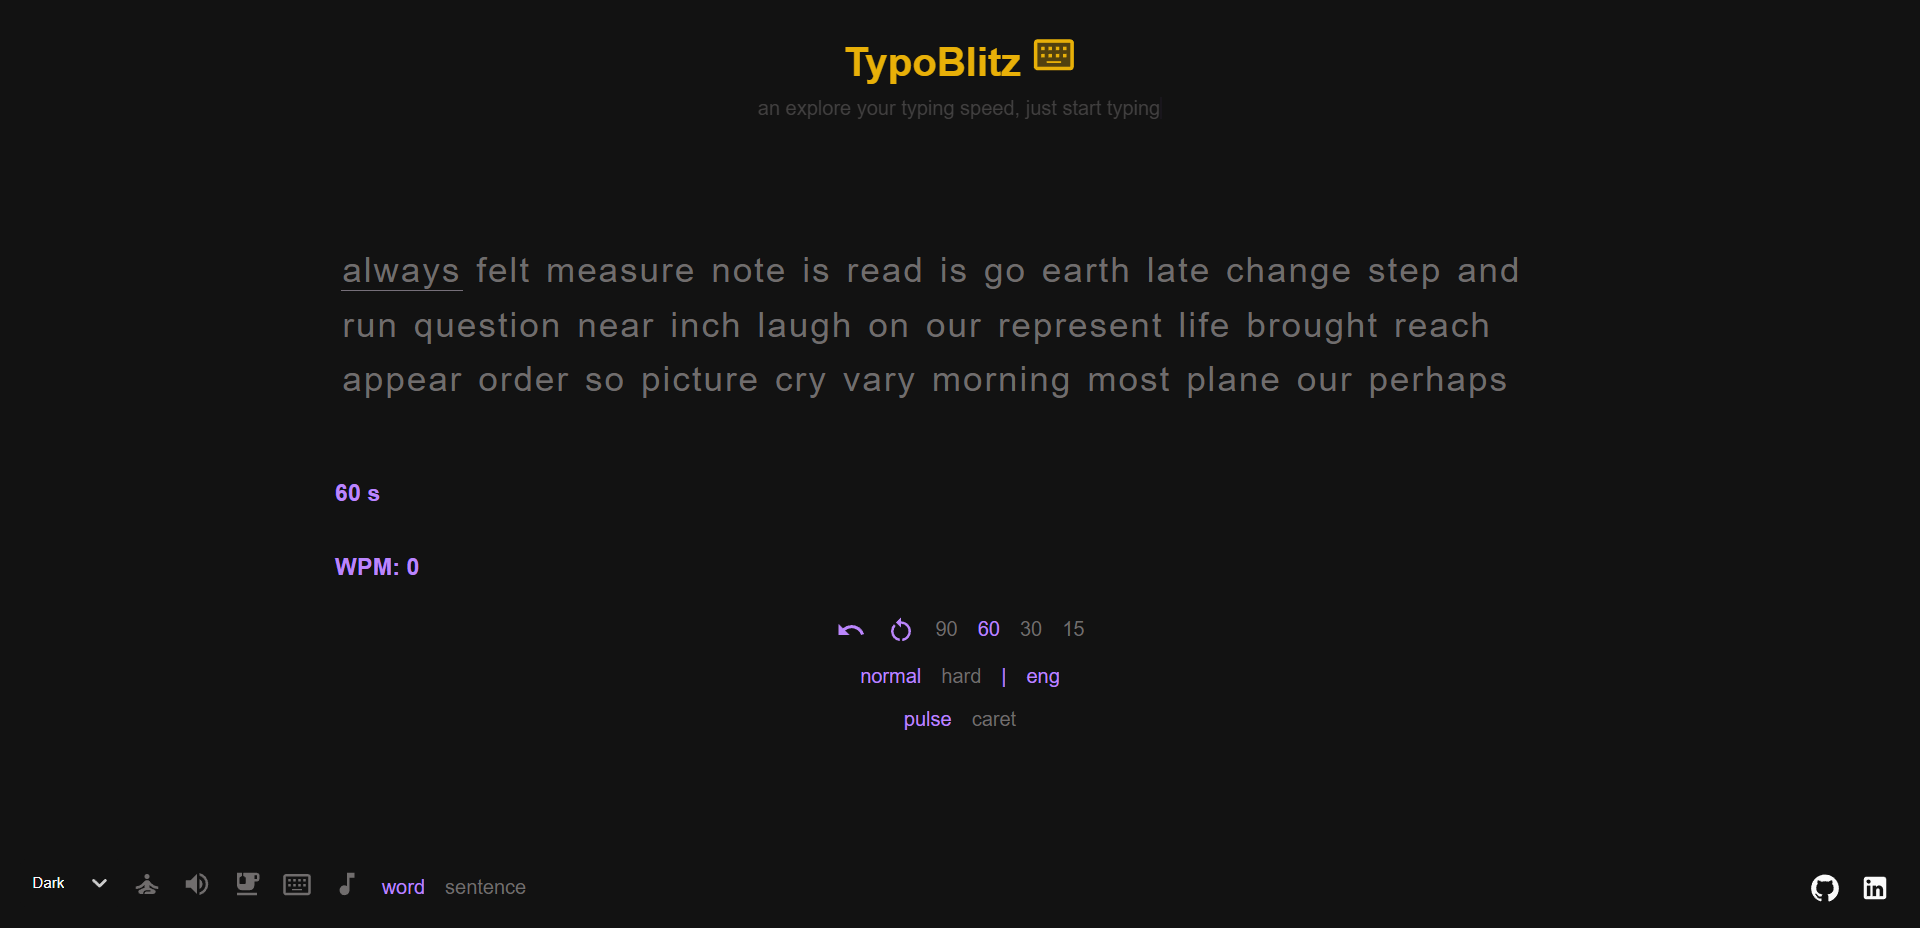 TypoBlitz
an explore your typing speed, just start typing
always felt measure note is read is go earth late change step and
run question near inch laugh on our represent life brought reach
appear order so picture cry vary morning most plane our perhaps
60 s
WPM: 0
90 60 30 15
normal hard | eng
pulse caret
Dark word sentence